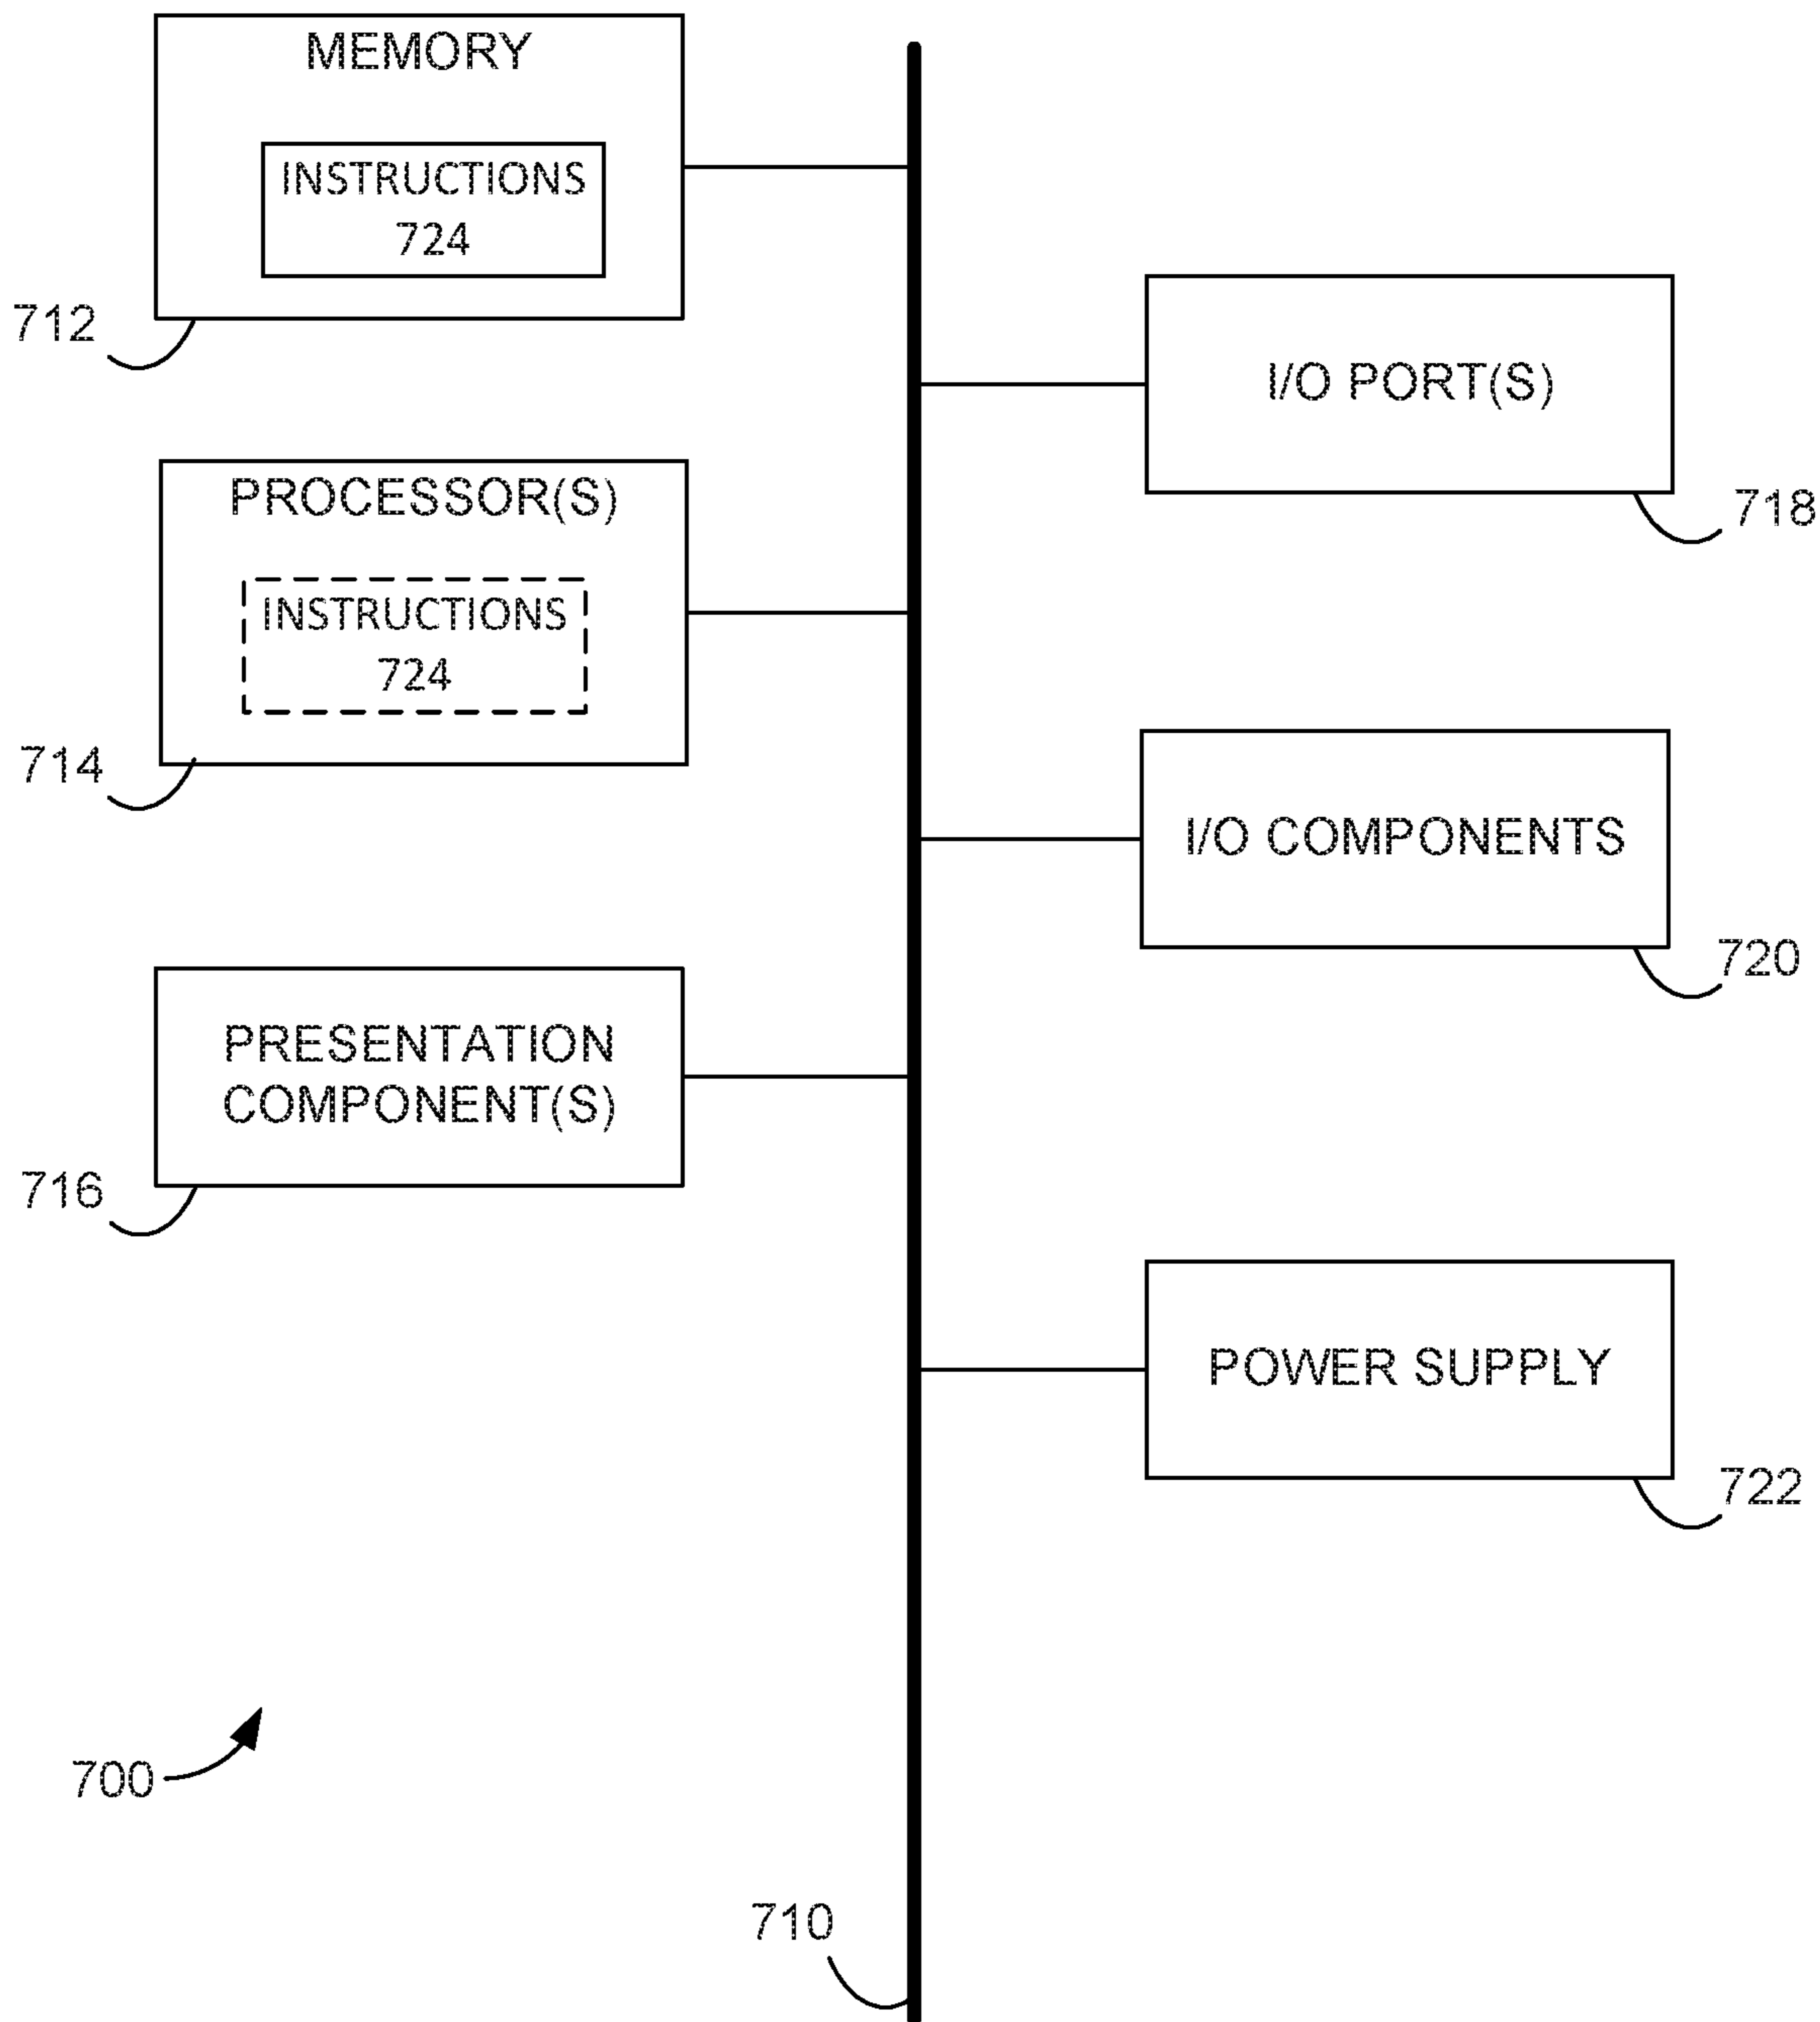 MEMORY
INSTRUCTIONS
724
712
PROCESSOR(S)
INSTRUCTIONS
724
714
PRESENTATION
COMPONENT(S)
716
I/O PORT(S)
718
I/O COMPONENTS
720
POWER SUPPLY
722
700
710